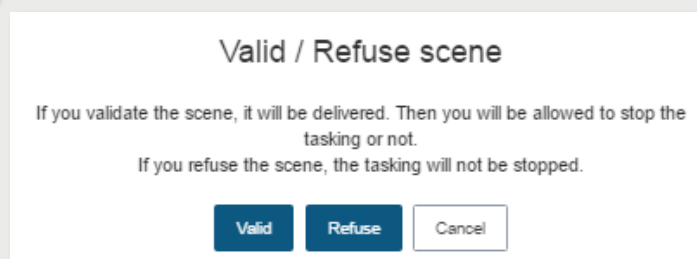 Valid / Refuse scene
If you validate the scene, it will be delivered. Then you will be allowed to stop the
tasking or not.
If you refuse the scene, the tasking will not be stopped.
Valid Refuse Cancel